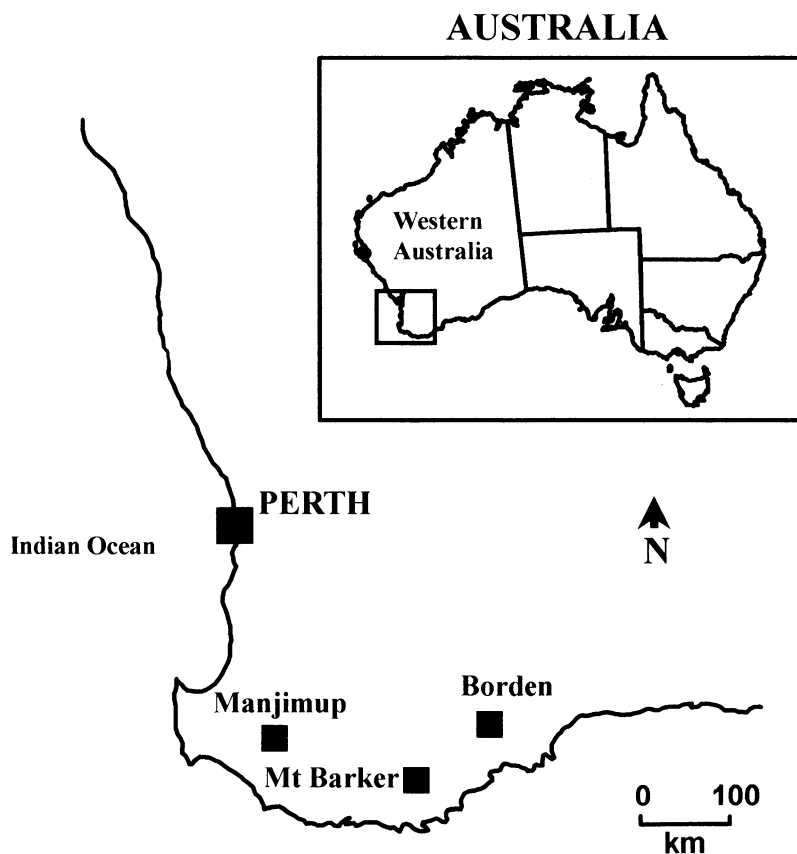 AUSTRALIA
Western
Australia
PERTH
Indian Ocean
N
Borden
Manjimup
Mt Barker
0 100
km